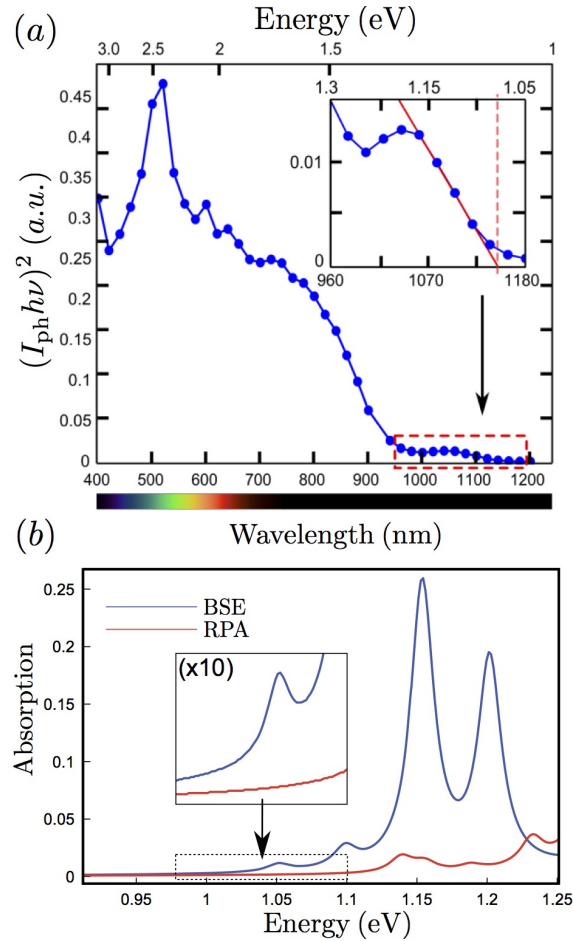 (a)
Energy (eV)
3.0 2.5 2 1.5 1
(I_ph hν)² (a.u.)
0.45
0.4
0.35
0.3
0.25
0.2
0.15
0.1
0.05
0
1.3 1.15 1.05
0.01
0
960 1070 1180
400 500 600 700 800 900 1000 1100 1200
Wavelength (nm)
(b)
Absorption
0.25
0.2
0.15
0.1
0.05
0
BSE
RPA
(x10)
0.95 1 1.05 1.1 1.15 1.2 1.25
Energy (eV)